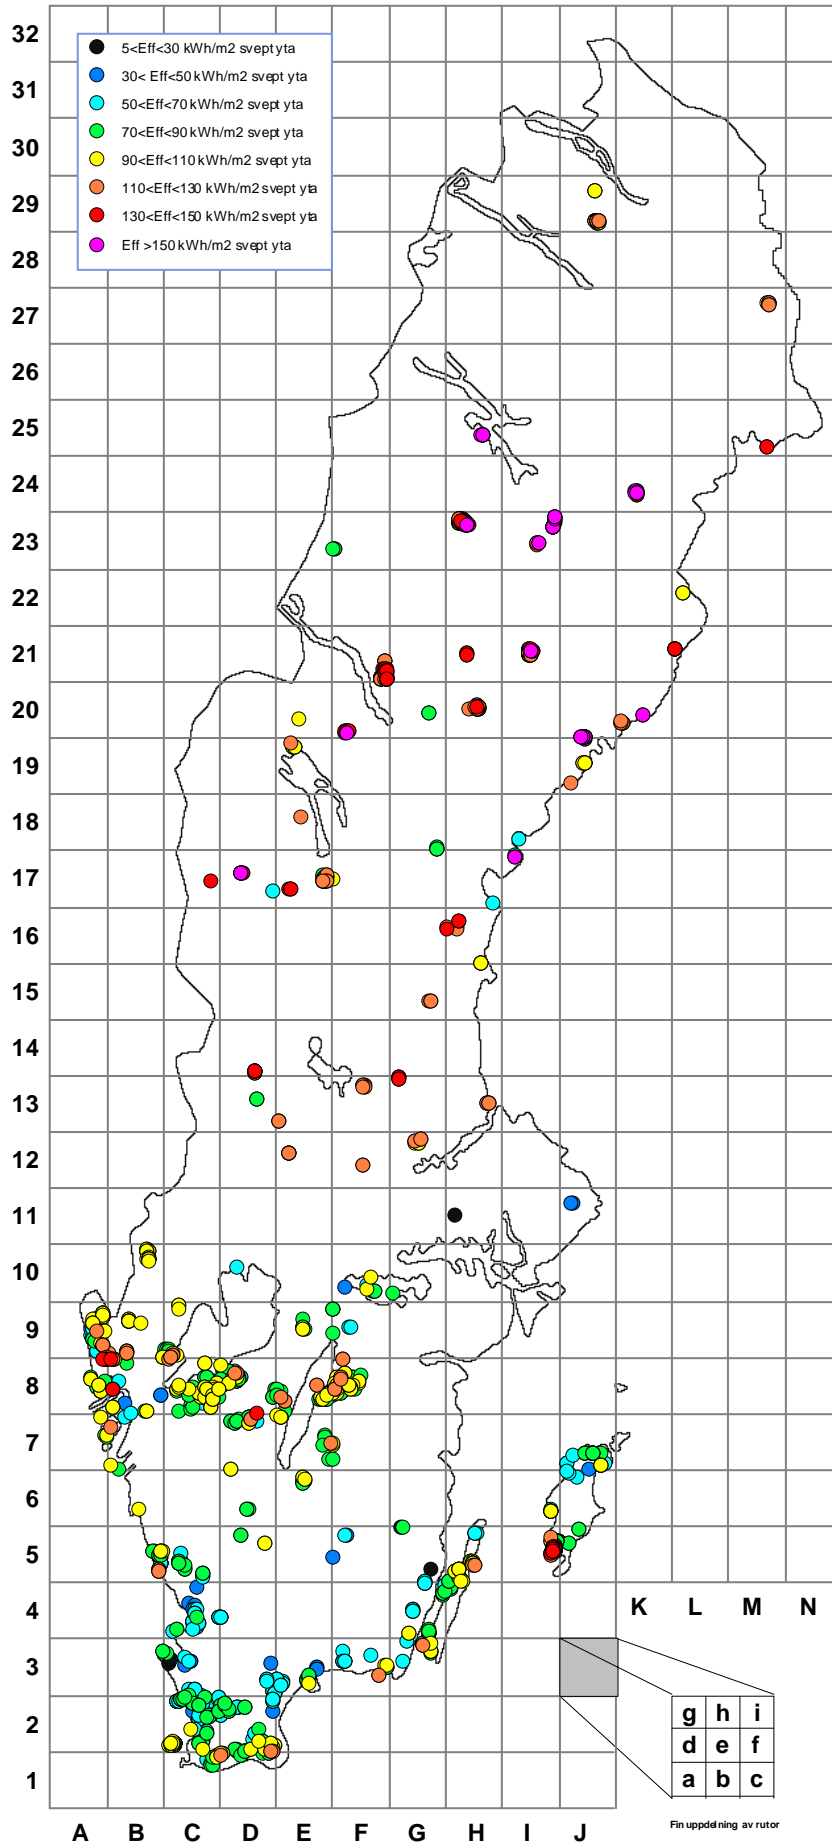 32
5<Eff<30 kWh/m2 svept yta
30< Eff<50 kWh/m2 svept yta
31
50<Eff<70 kWh/m2 svept yta
70<Eff<90 kWh/m2 svept yta
30
90<Eff<110 kWh/m2 svept yta
110<Eff<130 kWh/m2 svept yta
29
130<Eff<150 kWh/m2 svept yta
Eff >150 kWh/m2 svept yta
28
27
26
25
24
23
22
21
20
19
18
17
16
15
14
13
12
11
10
9
8
7
6
5
4
K L M N
3
g h i
2
d e f
a b c
1
Fin uppdelning av rutor
A B C D E F G H I J